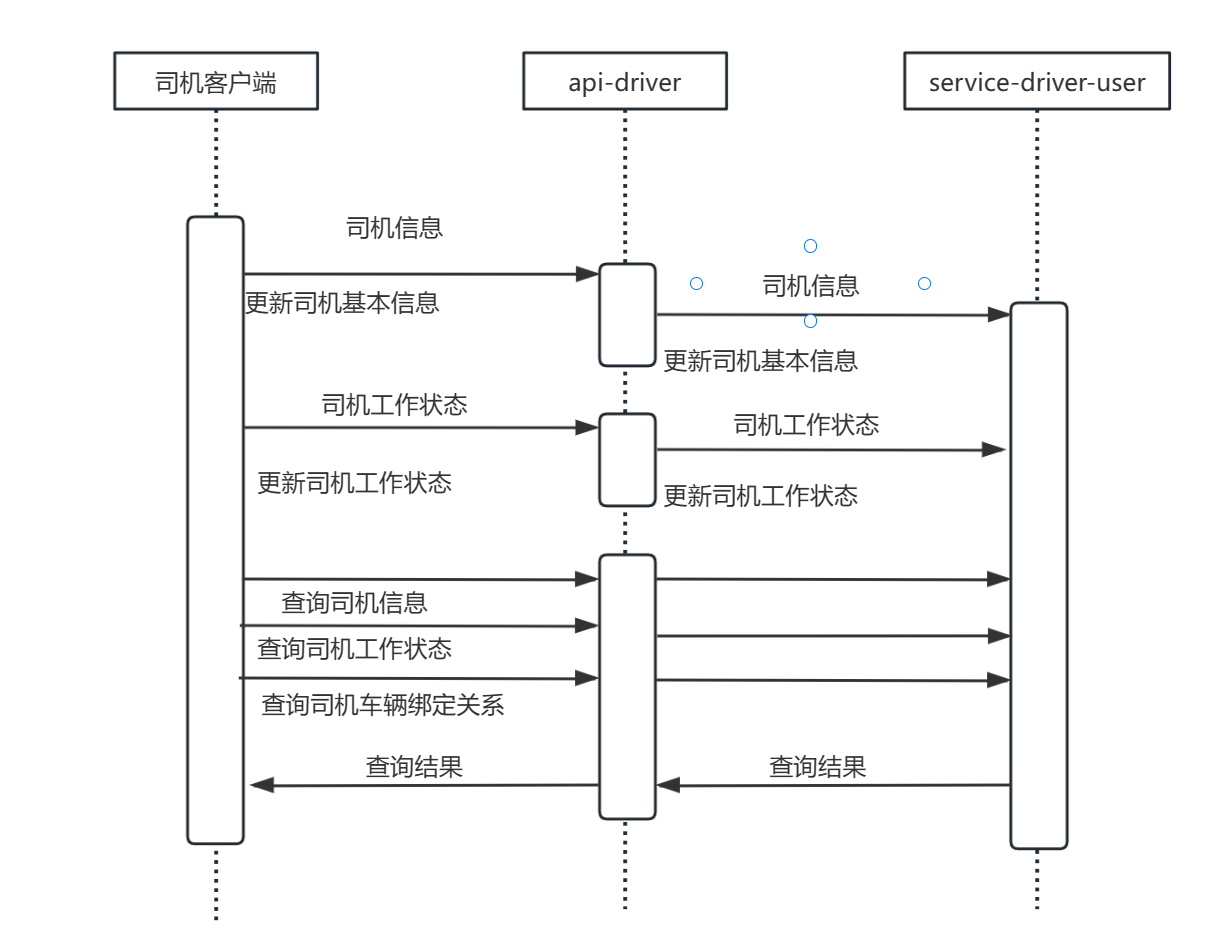 司机客户端
api-driver
service-driver-user
司机信息
司机信息
更新司机基本信息
更新司机基本信息
司机工作状态
司机工作状态
更新司机工作状态
更新司机工作状态
查询司机信息
查询司机工作状态
查询司机车辆绑定关系
查询结果
查询结果